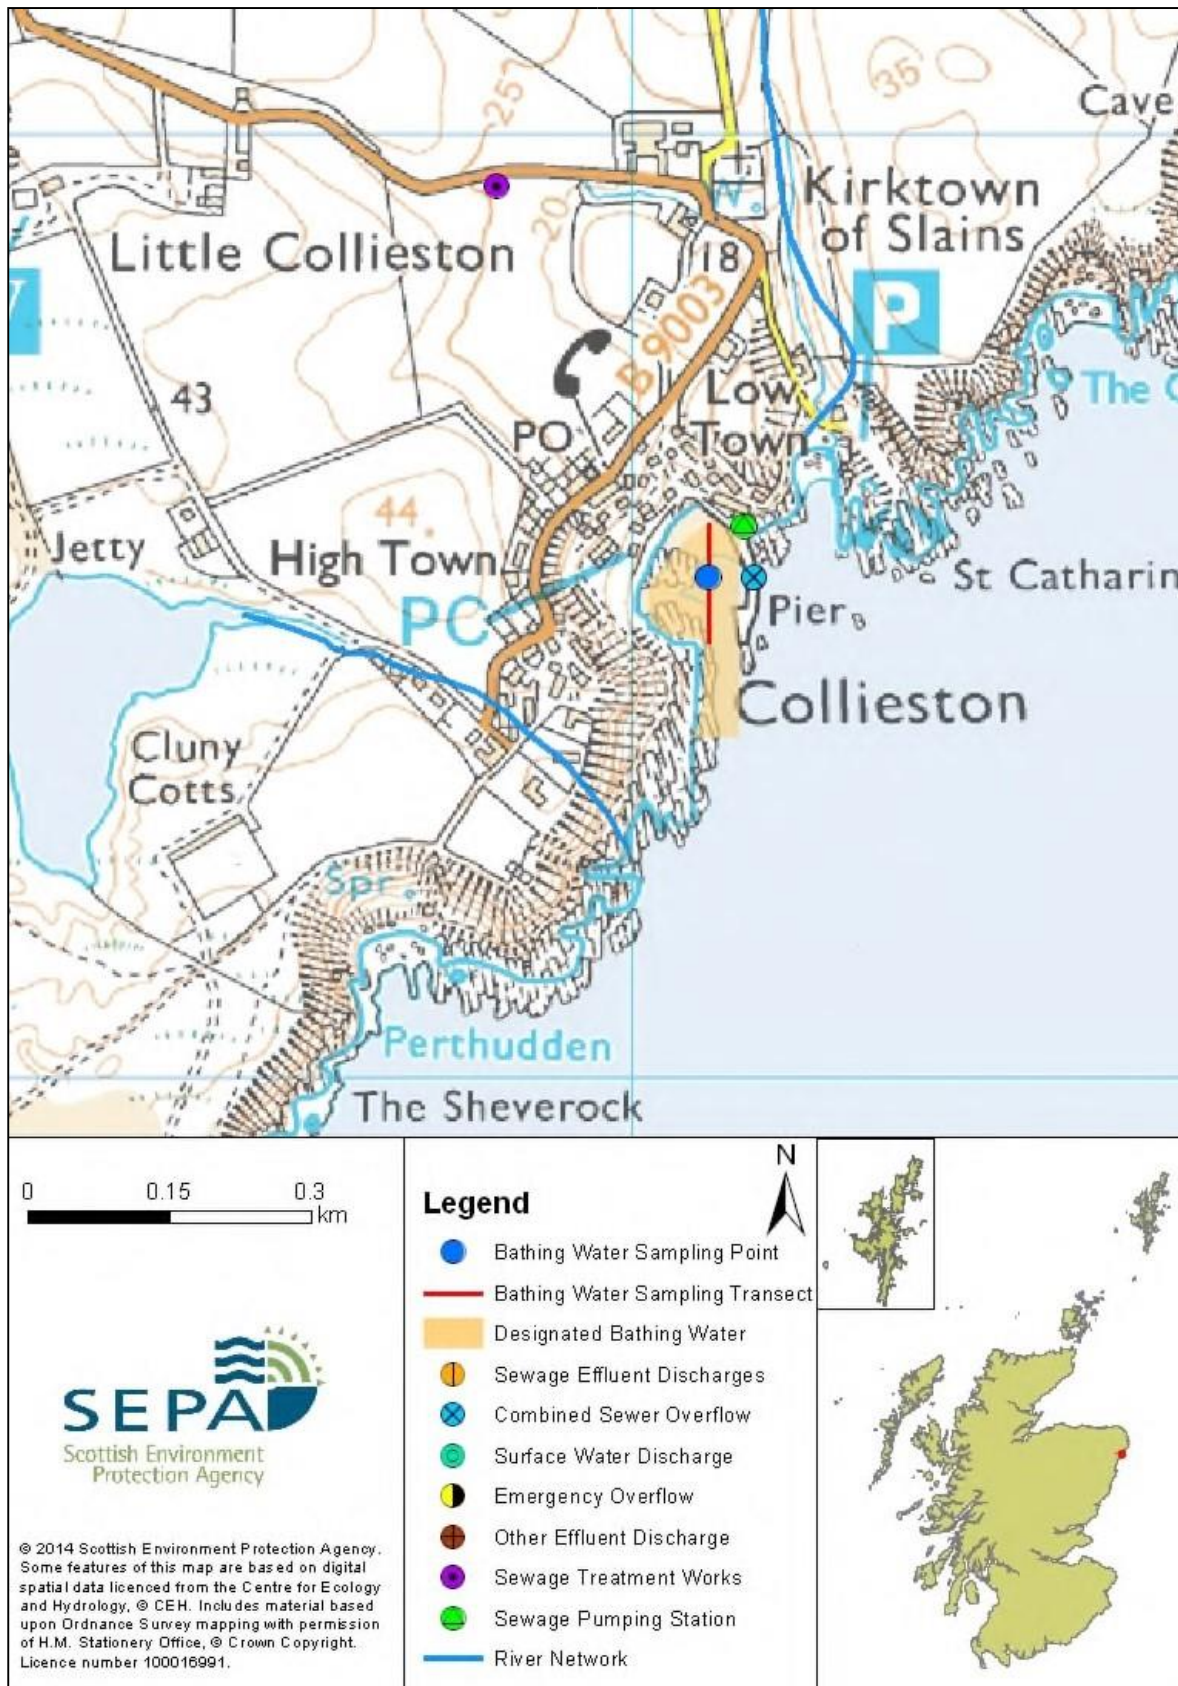 Cave
35
25
Kirktown
of Slains
20
Little Collieston
18
W
P
B 9003
43
Low
Town
The
PO
44
Jetty
High Town
St Catharin
PC
Pier
Collieston
Cluny
Cotts
Spr
Perthudden
The Sheverock
0 0.15 0.3
km
SEPA
Scottish Environment
Protection Agency
© 2014 Scottish Environment Protection Agency.
Some features of this map are based on digital
spatial data licenced from the Centre for Ecology
and Hydrology, © CEH. Includes material based
upon Ordnance Survey mapping with permission
of H.M. Stationery Office, © Crown Copyright.
Licence number 100016991.
N
Legend
Bathing Water Sampling Point
Bathing Water Sampling Transect
Designated Bathing Water
Sewage Effluent Discharges
Combined Sewer Overflow
Surface Water Discharge
Emergency Overflow
Other Effluent Discharge
Sewage Treatment Works
Sewage Pumping Station
River Network